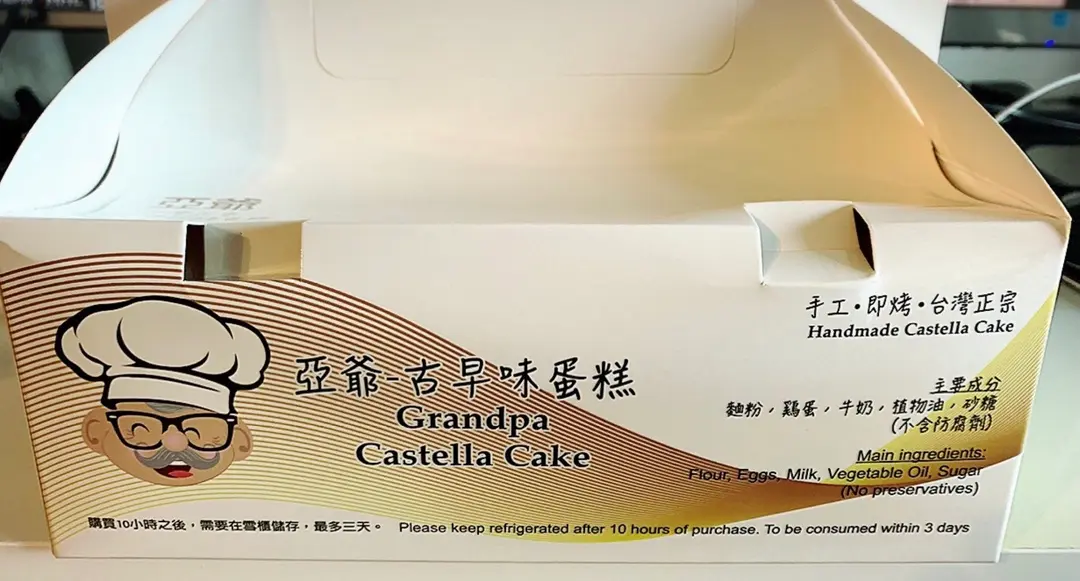 亞爺
手工•即烤•台灣正宗
Handmade Castella Cake
亞爺-古早味蛋糕
Grandpa
Castella Cake
主要成分
麵粉，鷄蛋，牛奶，植物油，砂糖
(不含防腐劑)
Main ingredients:
Flour, Eggs, Milk, Vegetable Oil, Sugar
(No preservatives)
購買10小時之後，需要在雪櫃儲存，最多三天。 Please keep refrigerated after 10 hours of purchase. To be consumed within 3 days